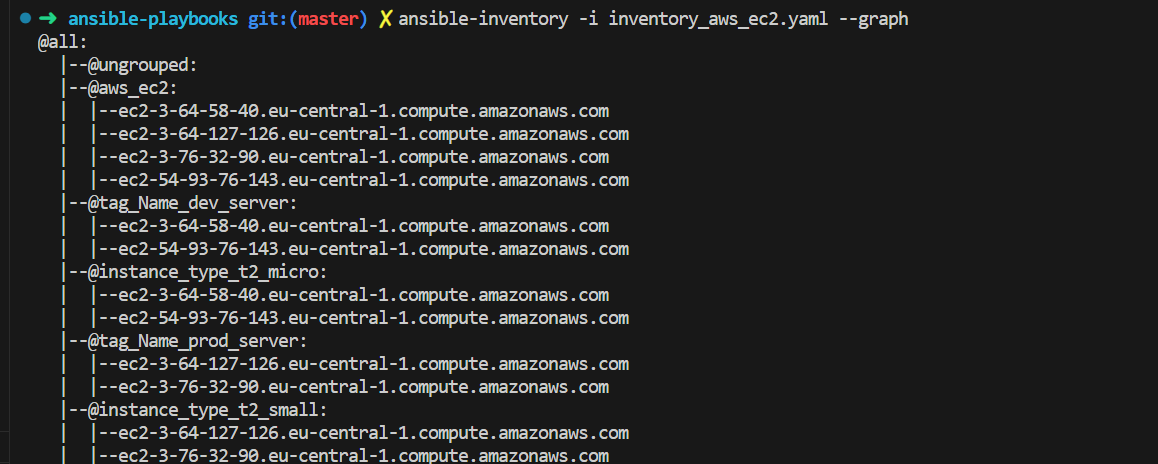 ➜ ansible-playbooks git:(master) ✗ ansible-inventory -i inventory_aws_ec2.yaml --graph
@all:
  |--@ungrouped:
  |--@aws_ec2:
  |  |--ec2-3-64-58-40.eu-central-1.compute.amazonaws.com
  |  |--ec2-3-64-127-126.eu-central-1.compute.amazonaws.com
  |  |--ec2-3-76-32-90.eu-central-1.compute.amazonaws.com
  |  |--ec2-54-93-76-143.eu-central-1.compute.amazonaws.com
  |--@tag_Name_dev_server:
  |  |--ec2-3-64-58-40.eu-central-1.compute.amazonaws.com
  |  |--ec2-54-93-76-143.eu-central-1.compute.amazonaws.com
  |--@instance_type_t2_micro:
  |  |--ec2-3-64-58-40.eu-central-1.compute.amazonaws.com
  |  |--ec2-54-93-76-143.eu-central-1.compute.amazonaws.com
  |--@tag_Name_prod_server:
  |  |--ec2-3-64-127-126.eu-central-1.compute.amazonaws.com
  |  |--ec2-3-76-32-90.eu-central-1.compute.amazonaws.com
  |--@instance_type_t2_small:
  |  |--ec2-3-64-127-126.eu-central-1.compute.amazonaws.com
  |  |--ec2-3-76-32-90.eu-central-1.compute.amazonaws.com